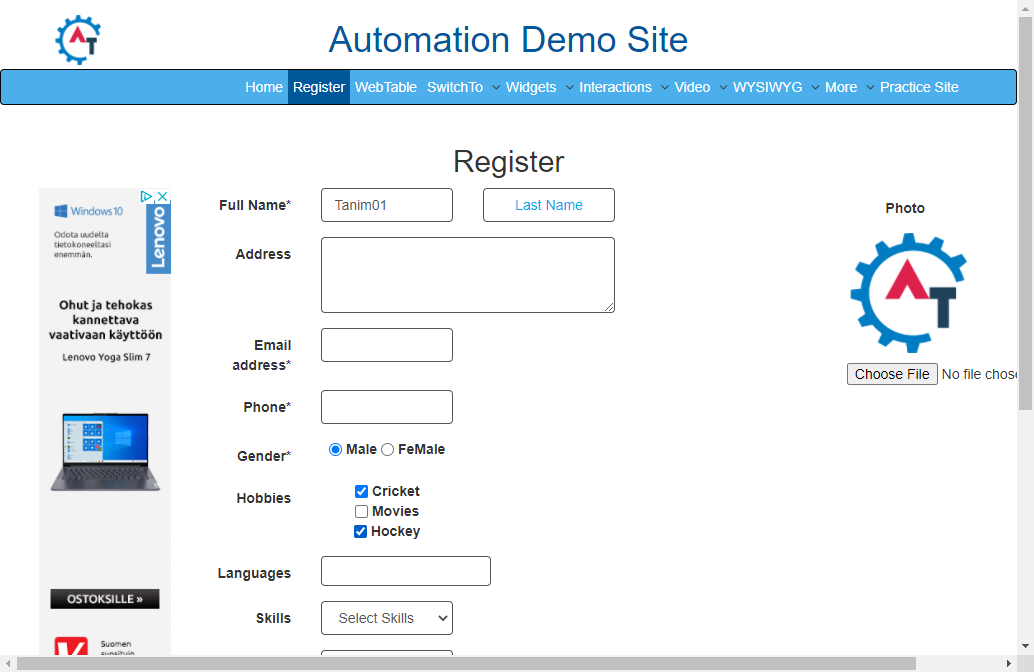 AT
Automation Demo Site
Home Register WebTable SwitchTo Widgets Interactions Video WYSIWYG More Practice Site
Register
Windows 10
Odota uudelta
tietokoneeltasi
enemmän.
Lenovo
Ohut ja tehokas
kannettava
vaativaan käyttöön
Lenovo Yoga Slim 7
OSTOKSILLE »
Suomen
Full Name* Tanim01 Last Name
Address
Email
address*
Phone*
Gender* Male FeMale
Hobbies Cricket
Movies
Hockey
Languages
Skills Select Skills
Photo
AT
Choose File No file chose